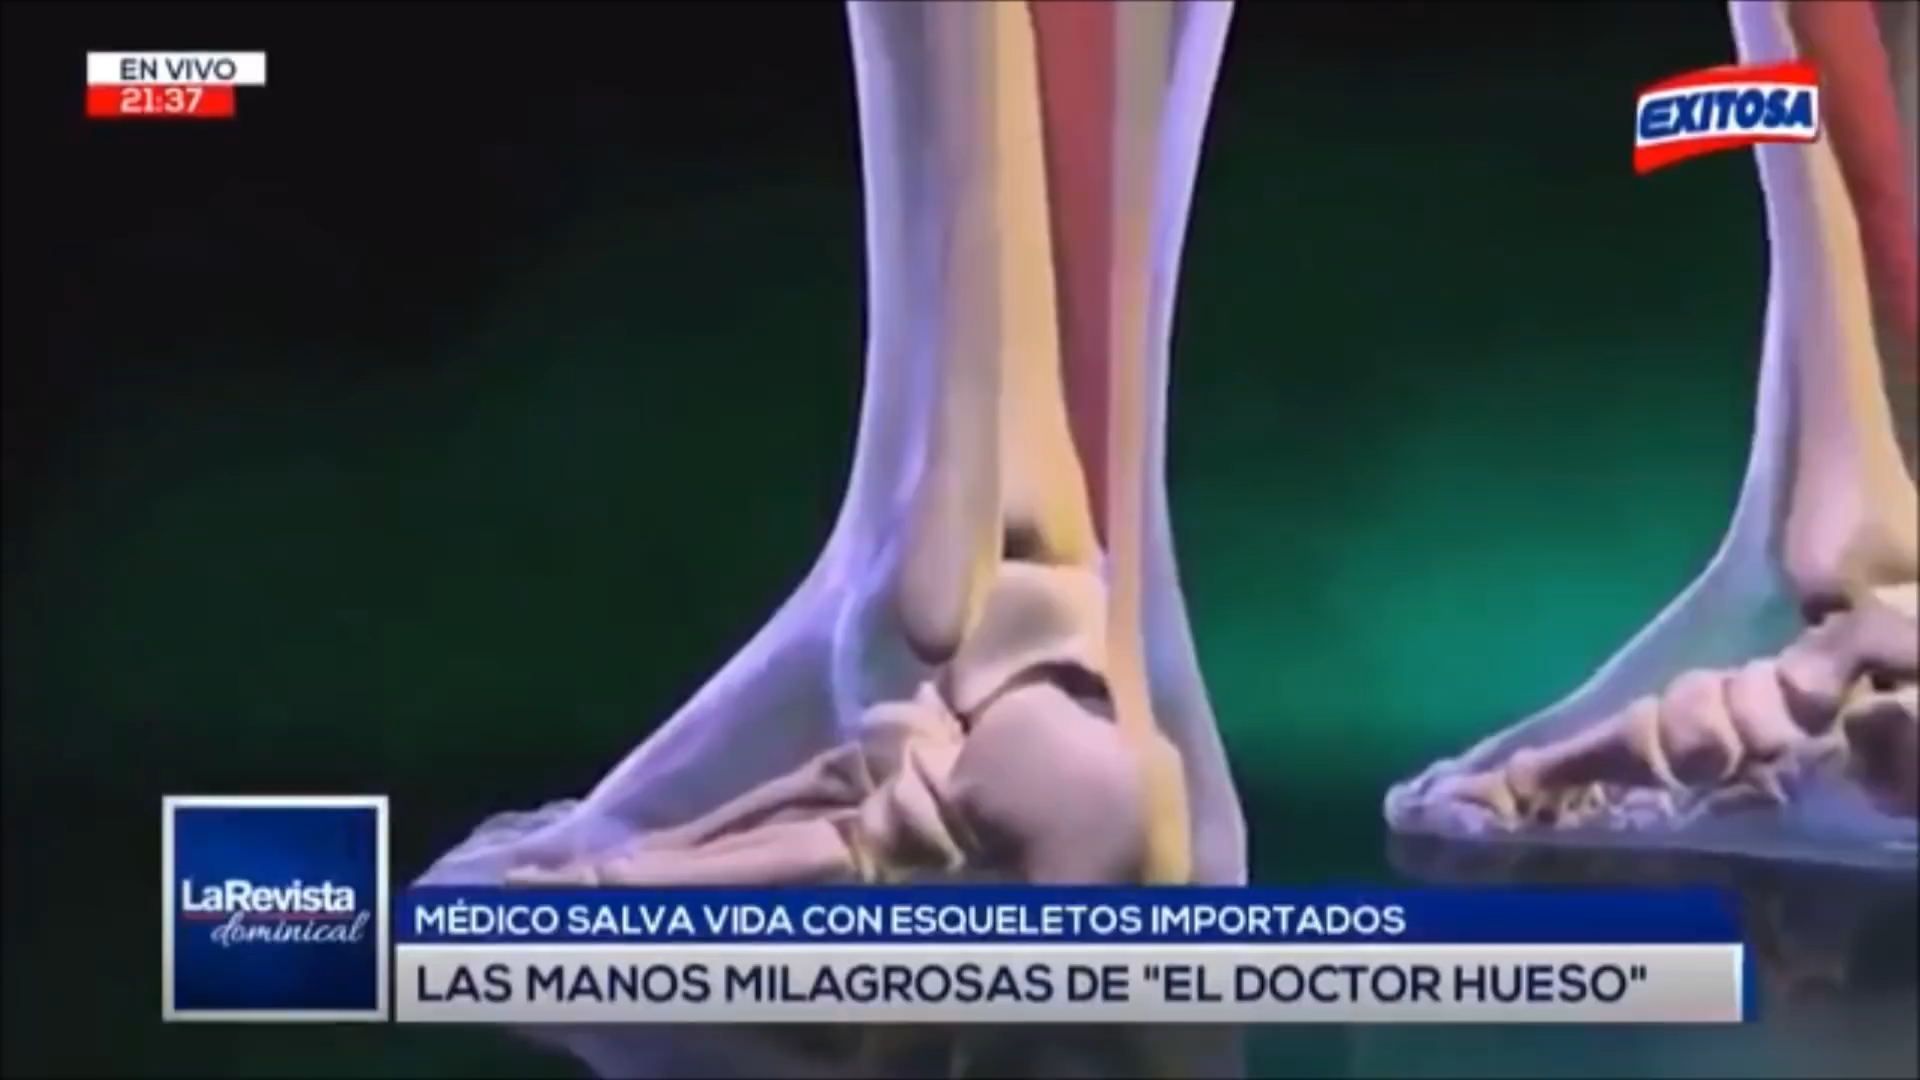 EN VIVO
21:37
EXITOSA
LaRevista
dominical
MÉDICO SALVA VIDA CON ESQUELETOS IMPORTADOS
LAS MANOS MILAGROSAS DE "EL DOCTOR HUESO"